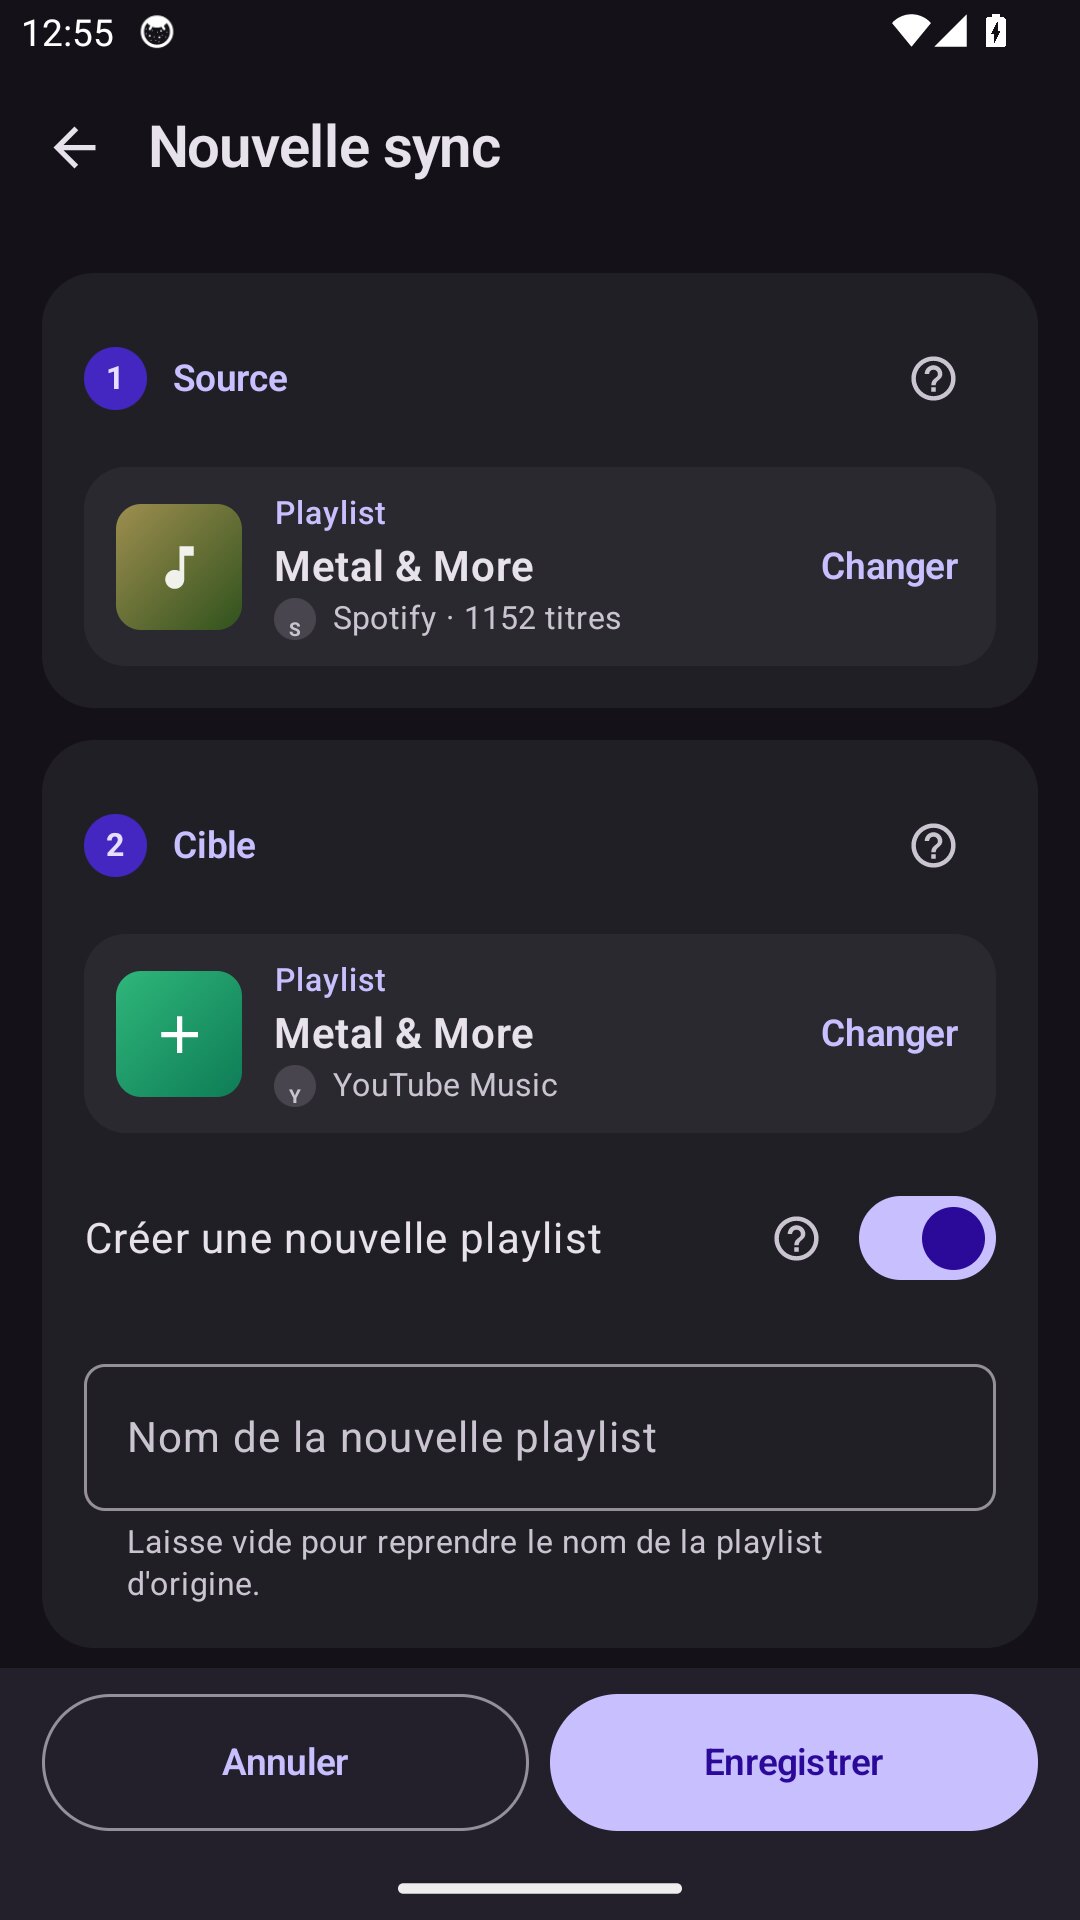 12:55
Nouvelle sync
1 Source
Playlist
Metal & More
Changer
S Spotify · 1152 titres
2 Cible
Playlist
Metal & More
Changer
Y YouTube Music
Créer une nouvelle playlist
Nom de la nouvelle playlist
Laisse vide pour reprendre le nom de la playlist
d'origine.
Annuler
Enregistrer